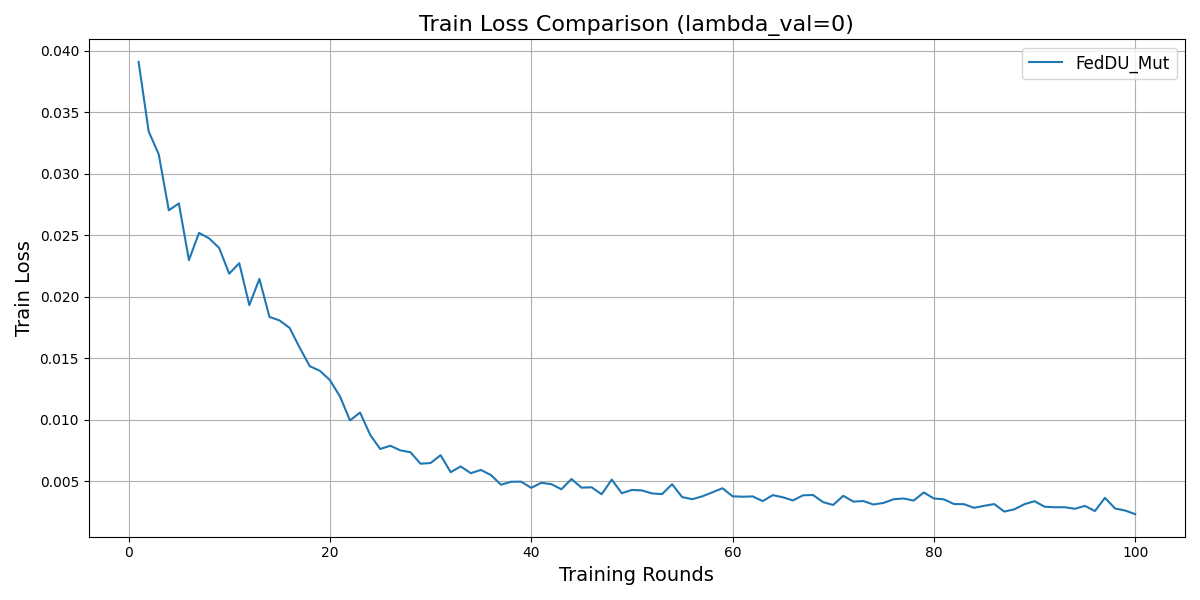 Train Loss Comparison (lambda_val=0)
FedDU_Mut
Train Loss
0.040
0.035
0.030
0.025
0.020
0.015
0.010
0.005
0 20 40 60 80 100
Training Rounds